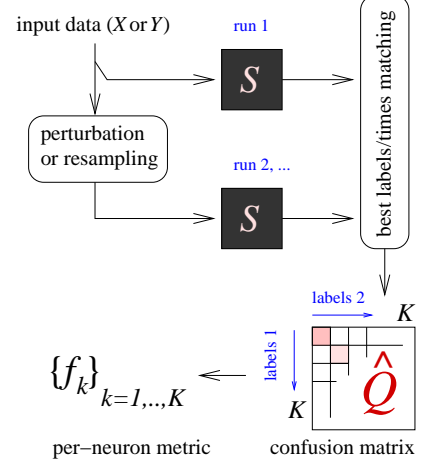 input data (X or Y)
run 1
S
perturbation
or resampling
run 2, ...
S
best labels/times matching
labels 2
K
labels 1
K
Q̂
{f_k}_{k=1,..,K}
per–neuron metric
confusion matrix